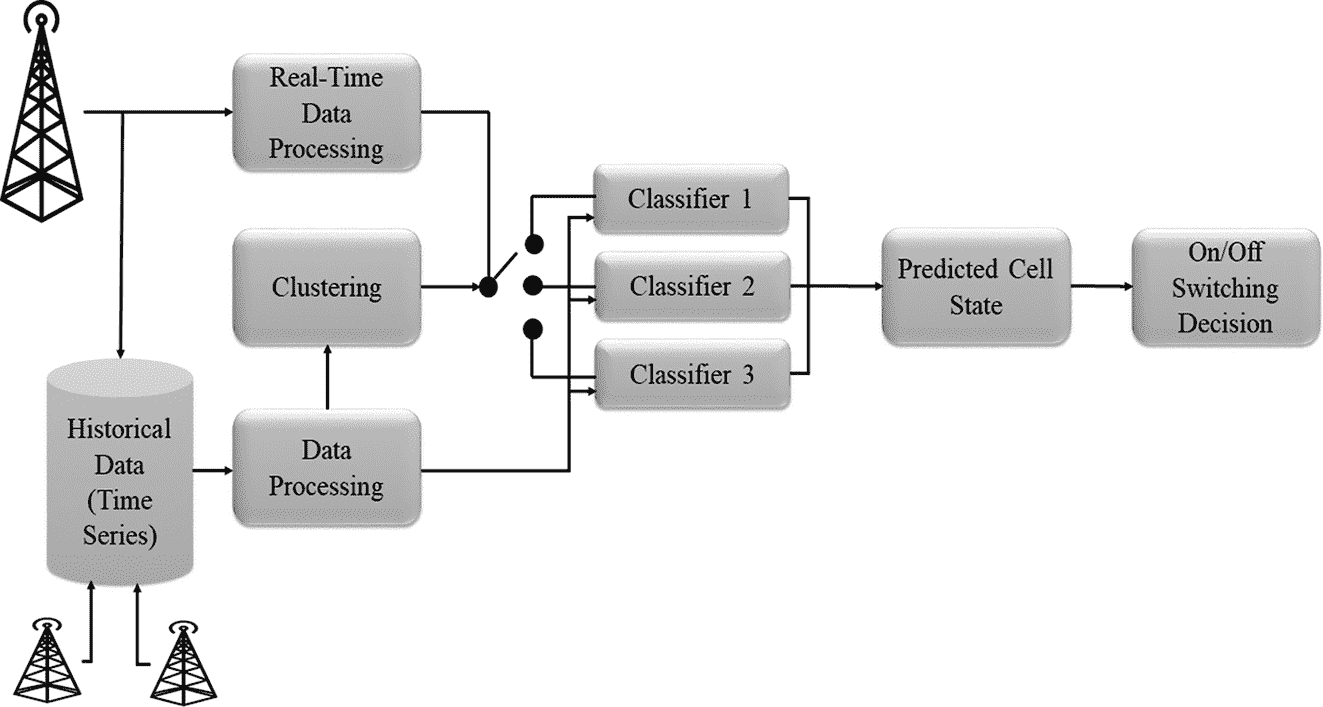 Real-Time
Data
Processing
Clustering
Historical
Data
(Time
Series)
Data
Processing
Classifier 1
Classifier 2
Classifier 3
Predicted Cell
State
On/Off
Switching
Decision